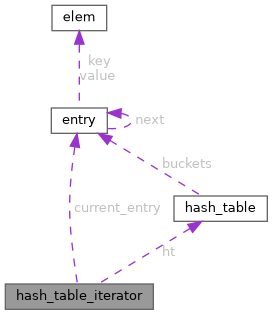 elem
key
value
entry
next
buckets
current_entry
hash_table
ht
hash_table_iterator